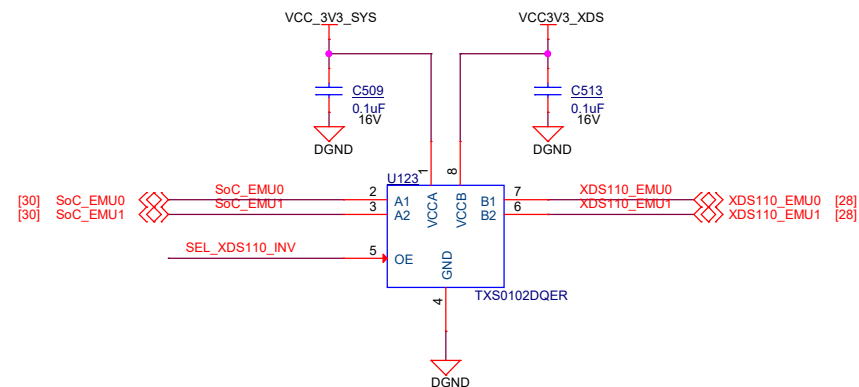 VCC_3V3_SYS
VCC3V3_XDS
C509
0.1uF
16V
DGND
C513
0.1uF
16V
DGND
U123
1
8
VCCA
VCCB
[30] SoC_EMU0
SoC_EMU0
2
A1
B1
7
XDS110_EMU0
XDS110_EMU0 [28]
[30] SoC_EMU1
SoC_EMU1
3
A2
B2
6
XDS110_EMU1
XDS110_EMU1 [28]
SEL_XDS110_INV
5
OE
GND
4
TXS0102DQER
DGND